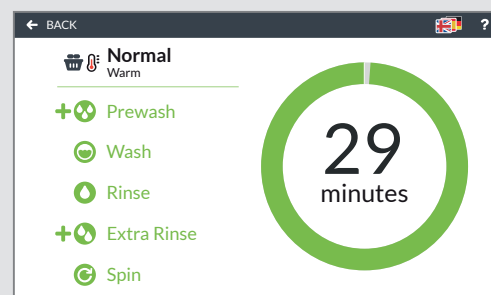 BACK
?
Normal
Warm
Prewash
Wash
Rinse
Extra Rinse
Spin
29
minutes